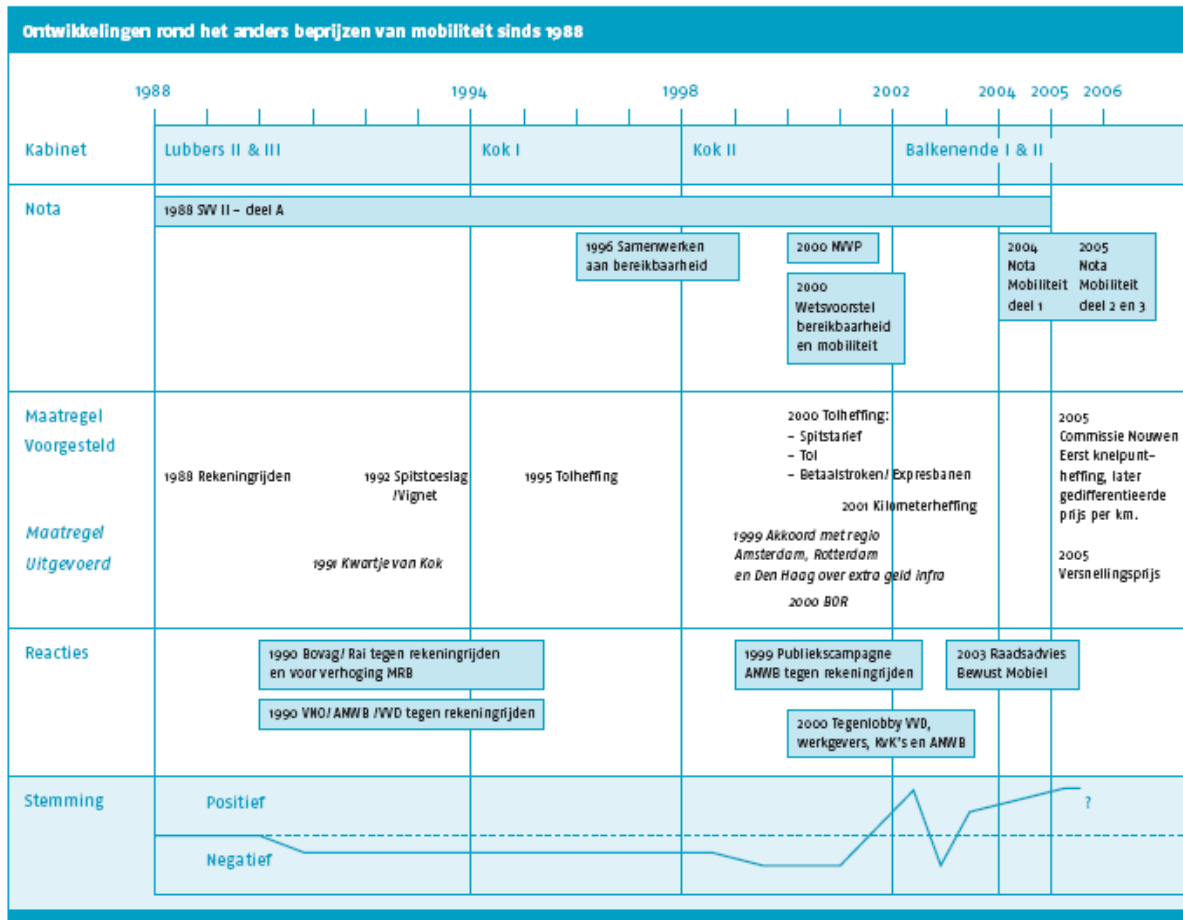 Ontwikkelingen rond het anders beprijzen van mobiliteit sinds 1988
1988 1994 1998 2002 2004 2005 2006
Kabinet
Lubbers II & III
Kok I
Kok II
Balkenende I & II
Nota
1988 SVV II – deel A
1996 Samenwerken
aan bereikbaarheid
2000 NVVP
2000
Wetsvoorstel
bereikbaarheid
en mobiliteit
2004
Nota
Mobiliteit
deel 1
2005
Nota
Mobiliteit
deel 2 en 3
Maatregel
Voorgesteld
1988 Rekeningrijden
1992 Spitstoeslag
/Vignet
1995 Tolheffing
2000 Tolheffing:
– Spitstarief
– Tol
– Betaalstroken/ Expresbanen
2001 Kilometerheffing
2005
Commissie Nouwen
Eerst knelpunt-
heffing, later
gedifferentieerde
prijs per km.
Maatregel
Uitgevoerd
1991 Kwartje van Kok
1999 Akkoord met regio
Amsterdam, Rotterdam
en Den Haag over extra geld infra
2000 BOR
2005
Versnellingsprijs
Reacties
1990 Bovag/ Rai tegen rekeningrijden
en voor verhoging MRB
1990 VNO/ ANWB /VVD tegen rekeningrijden
1999 Publiekscampagne
ANWB tegen rekeningrijden
2000 Tegenlobby VVD,
werkgevers, KvK's en ANWB
2003 Raadsadvies
Bewust Mobiel
Stemming
Positief
Negatief
?